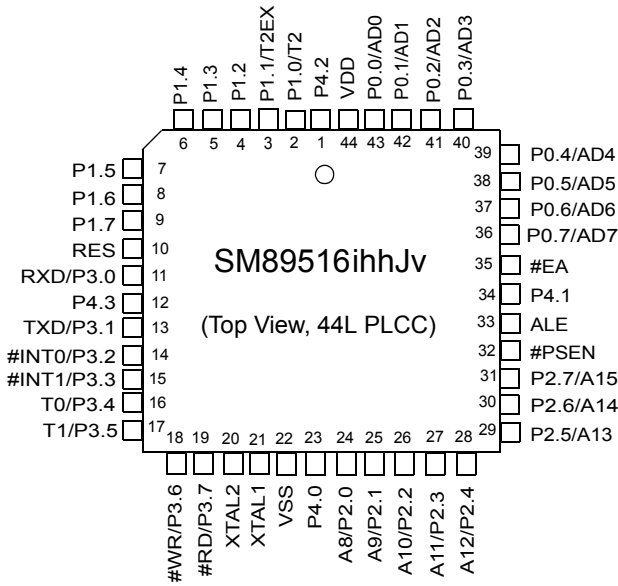 P1.4
P1.3
P1.2
P1.1/T2EX
P1.0/T2
P4.2
VDD
P0.0/AD0
P0.1/AD1
P0.2/AD2
P0.3/AD3
6
5
4
3
2
1
44
43
42
41
40
P1.5 7
P1.6 8
P1.7 9
RES 10
RXD/P3.0 11
P4.3 12
TXD/P3.1 13
#INT0/P3.2 14
#INT1/P3.3 15
T0/P3.4 16
T1/P3.5 17
SM89516ihhJv
(Top View, 44L PLCC)
39 P0.4/AD4
38 P0.5/AD5
37 P0.6/AD6
36 P0.7/AD7
35 #EA
34 P4.1
33 ALE
32 #PSEN
31 P2.7/A15
30 P2.6/A14
29 P2.5/A13
18
19
20
21
22
23
24
25
26
27
28
#WR/P3.6
#RD/P3.7
XTAL2
XTAL1
VSS
P4.0
A8/P2.0
A9/P2.1
A10/P2.2
A11/P2.3
A12/P2.4